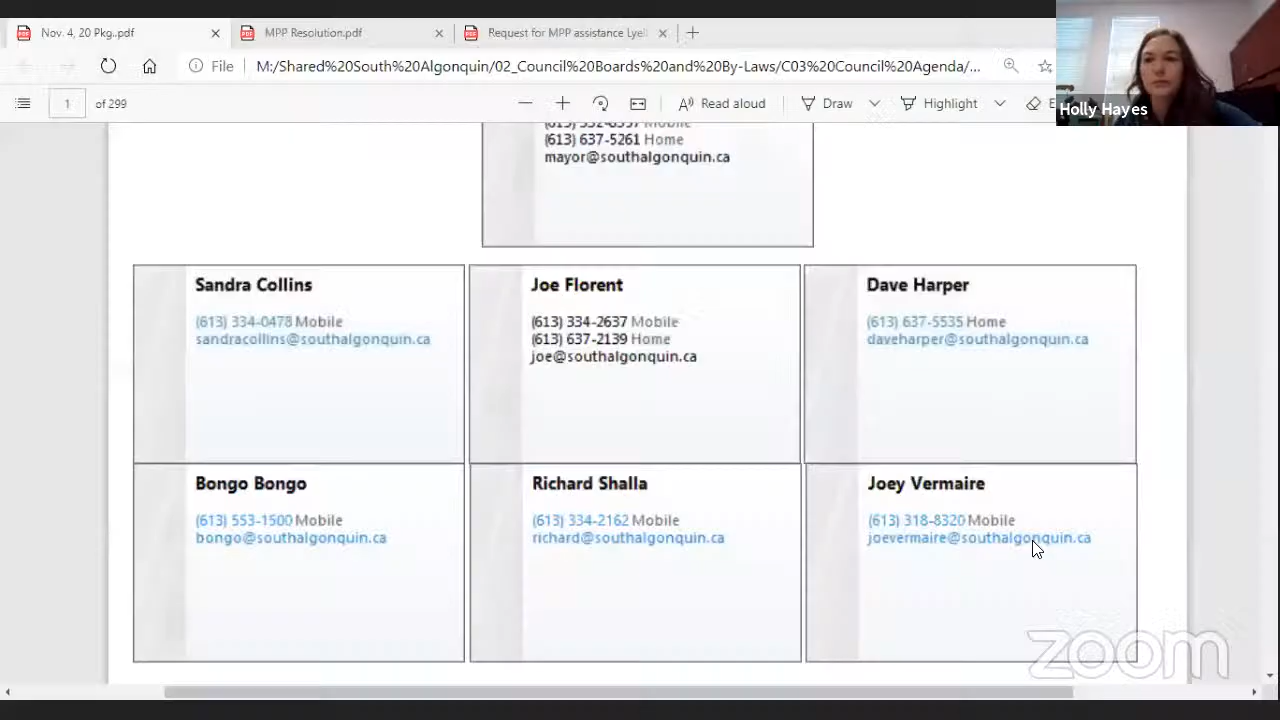 Nov. 4, 20 Pkg..pdf
MPP Resolution.pdf
Request for MPP assistance Lyell
Holly Hayes
File
M:/Shared%20South%20Algonquin/02_Council%20Boards%20and%20By-Laws/C03%20Council%20Agenda/...
1 of 299
Read aloud
Draw
Highlight
Mobile
(613) 637-5261 Home
mayor@southalgonquin.ca
Sandra Collins
(613) 334-0478 Mobile
sandracollins@southalgonquin.ca
Joe Florent
(613) 334-2637 Mobile
(613) 637-2139 Home
joe@southalgonquin.ca
Dave Harper
(613) 637-5535 Home
daveharper@southalgonquin.ca
Bongo Bongo
(613) 553-1500 Mobile
bongo@southalgonquin.ca
Richard Shalla
(613) 334-2162 Mobile
richard@southalgonquin.ca
Joey Vermaire
(613) 318-8320 Mobile
joevermaire@southalgonquin.ca
zoom